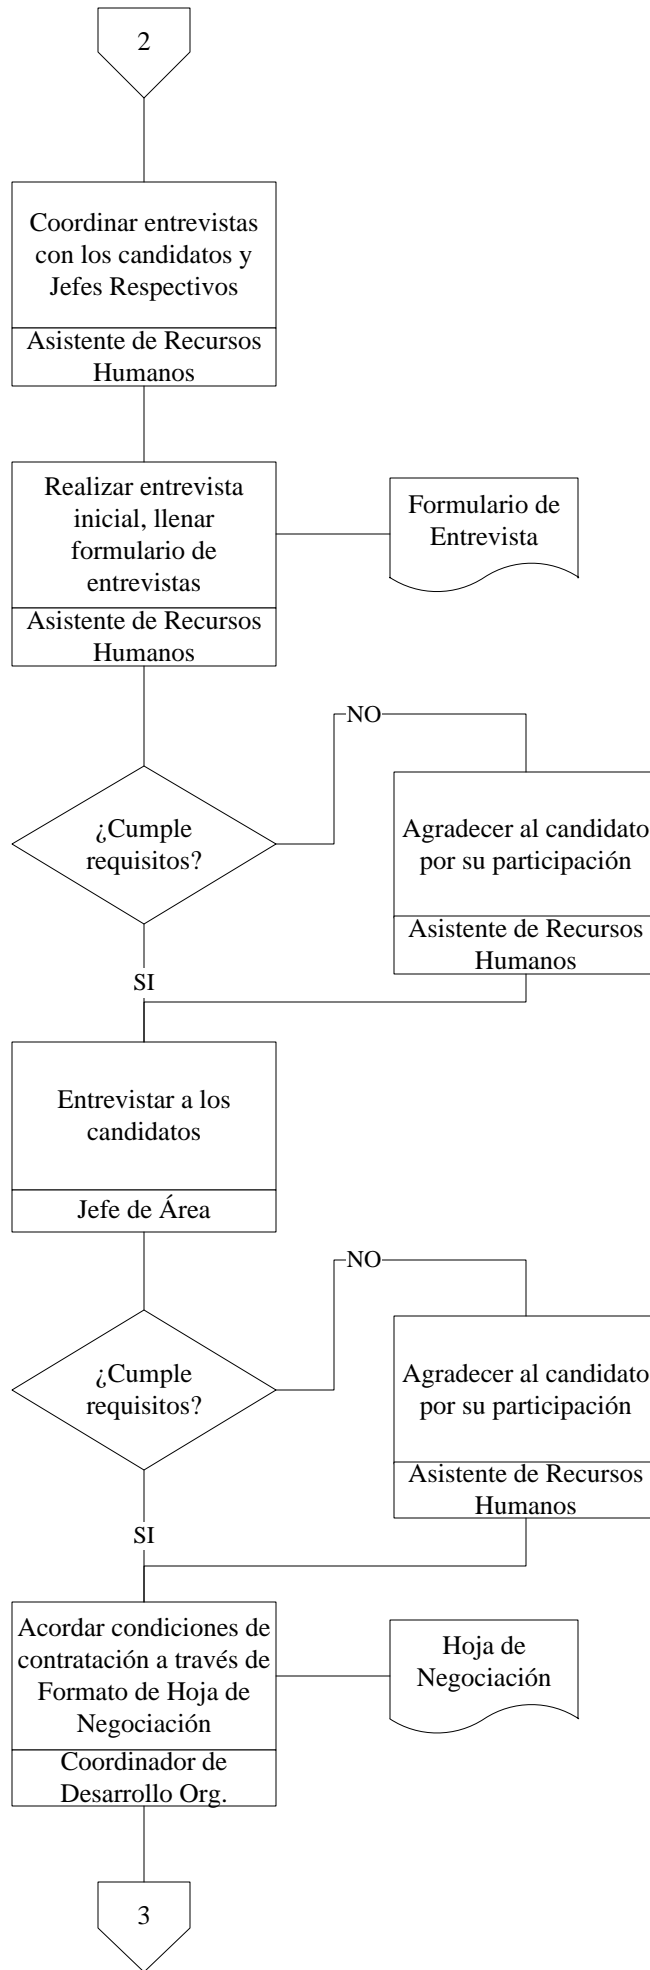 2
Coordinar entrevistas
con los candidatos y
Jefes Respectivos
Asistente de Recursos
Humanos
Realizar entrevista
inicial, llenar
formulario de
entrevistas
Asistente de Recursos
Humanos
Formulario de
Entrevista
¿Cumple
requisitos?
NO
Agradecer al candidato
por su participación
Asistente de Recursos
Humanos
SI
Entrevistar a los
candidatos
Jefe de Área
¿Cumple
requisitos?
NO
Agradecer al candidato
por su participación
Asistente de Recursos
Humanos
SI
Acordar condiciones de
contratación a través de
Formato de Hoja de
Negociación
Coordinador de
Desarrollo Org.
Hoja de
Negociación
3